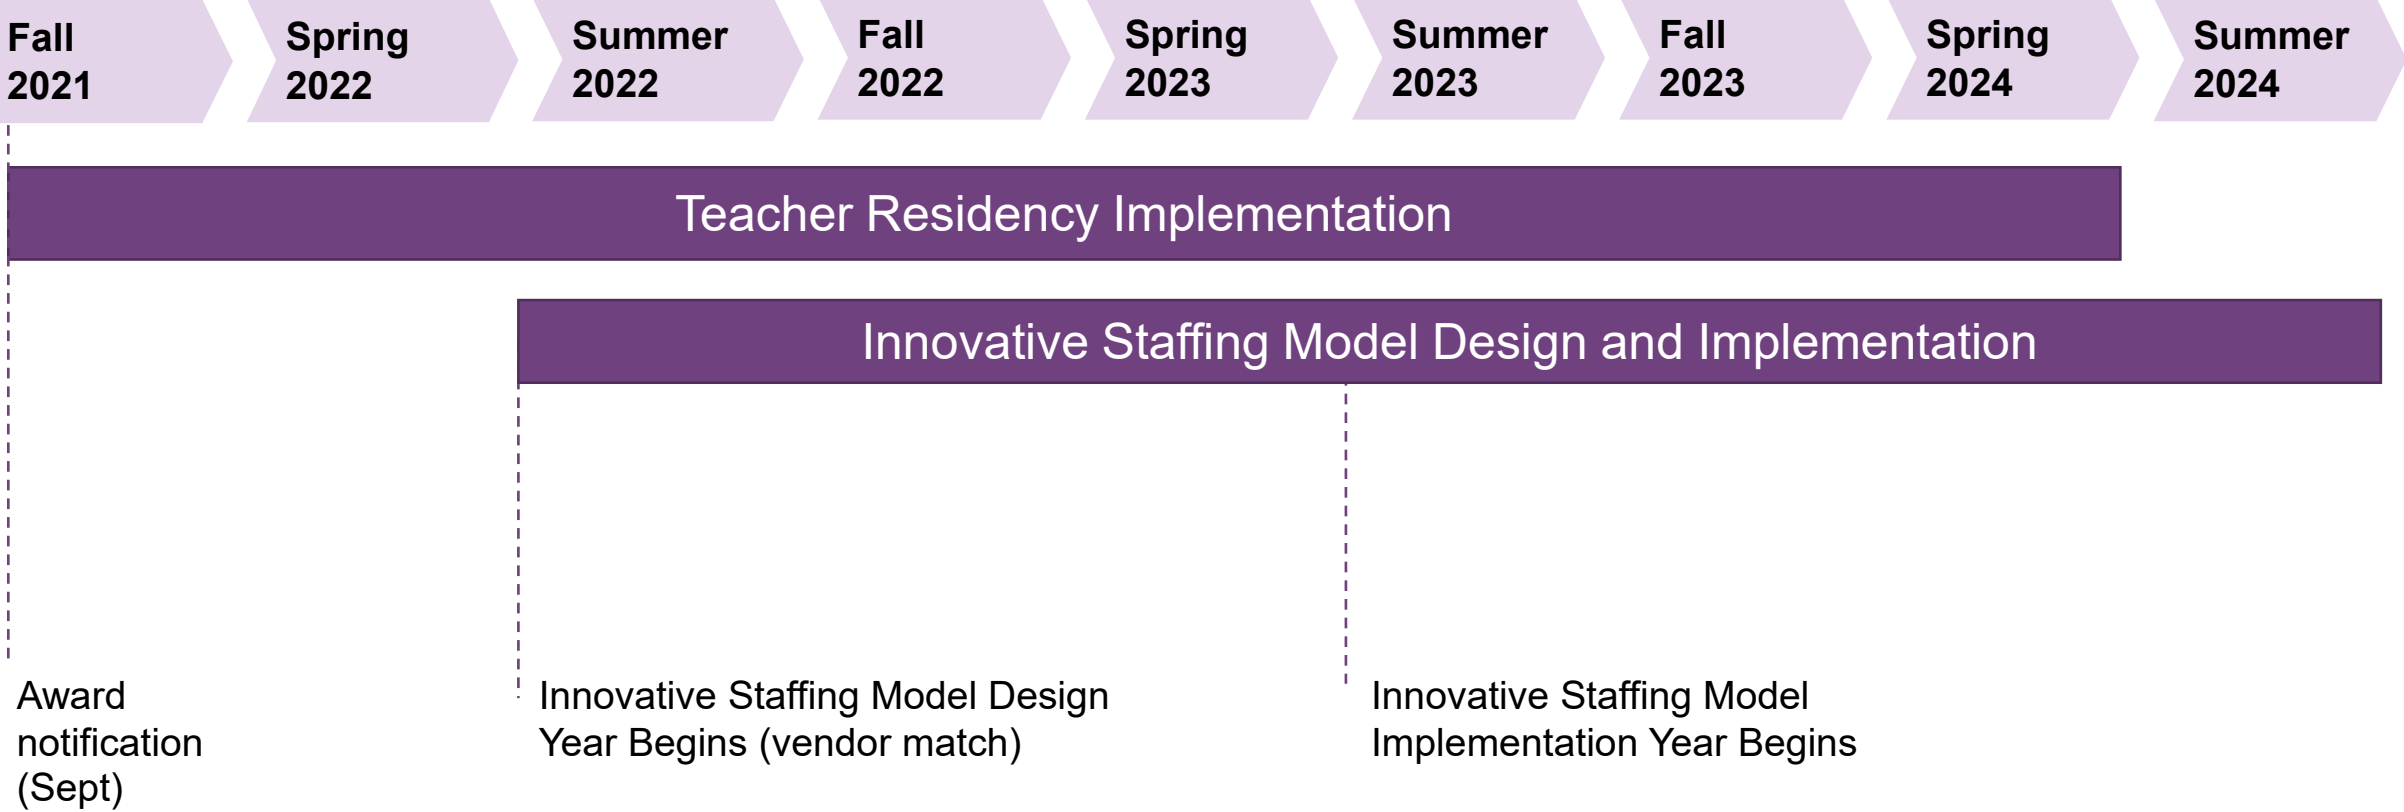 Fall
2021
Spring
2022
Summer
2022
Fall
2022
Spring
2023
Summer
2023
Fall
2023
Spring
2024
Summer
2024
Teacher Residency Implementation
Innovative Staffing Model Design and Implementation
Award
notification
(Sept)
Innovative Staffing Model Design
Year Begins (vendor match)
Innovative Staffing Model
Implementation Year Begins